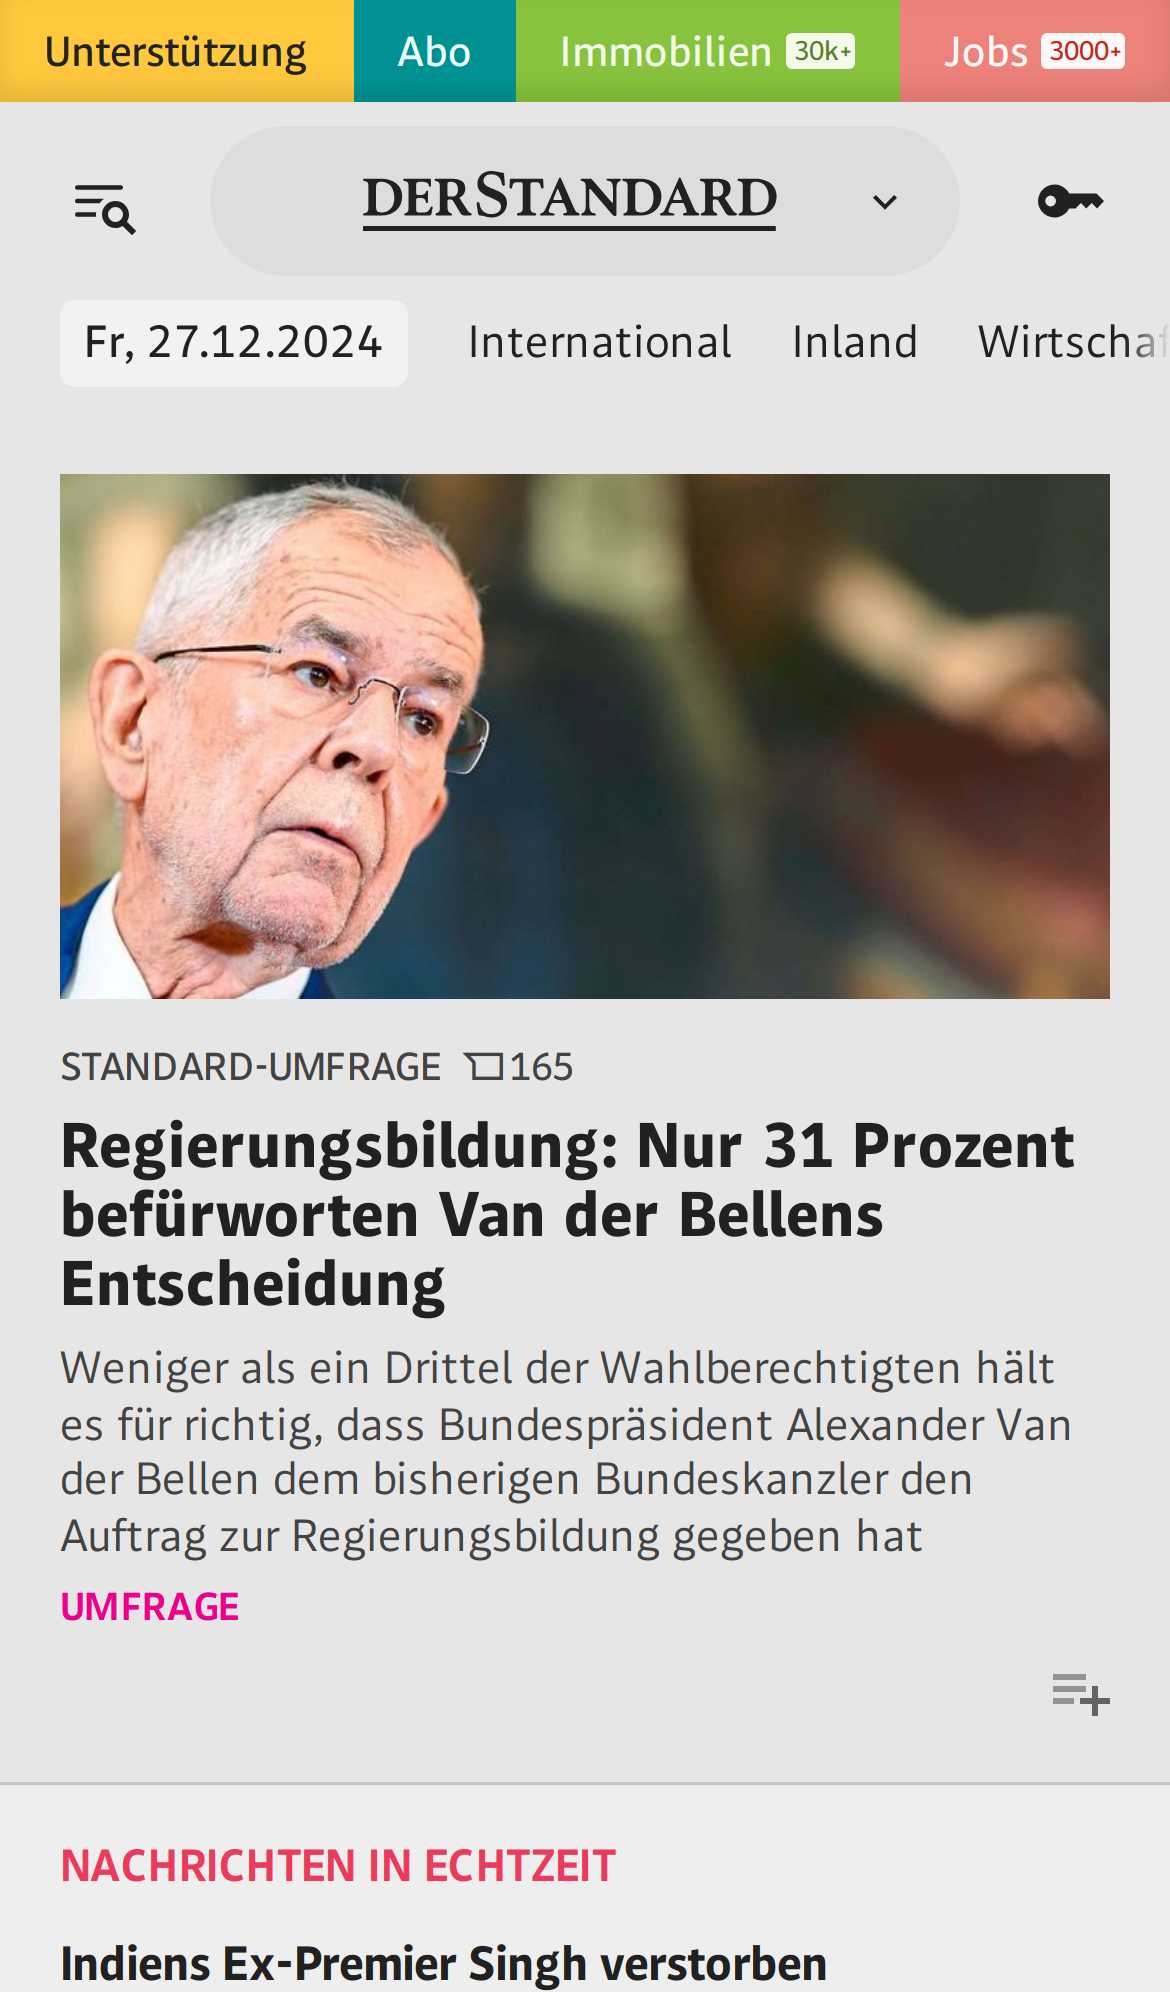 Unterstützung Abo Immobilien 30k+ Jobs 3000+
DERSTANDARD
Fr, 27.12.2024 International Inland Wirtschaf
STANDARD-UMFRAGE 165
Regierungsbildung: Nur 31 Prozent
befürworten Van der Bellens
Entscheidung
Weniger als ein Drittel der Wahlberechtigten hält
es für richtig, dass Bundespräsident Alexander Van
der Bellen dem bisherigen Bundeskanzler den
Auftrag zur Regierungsbildung gegeben hat
UMFRAGE
NACHRICHTEN IN ECHTZEIT
Indiens Ex-Premier Singh verstorben